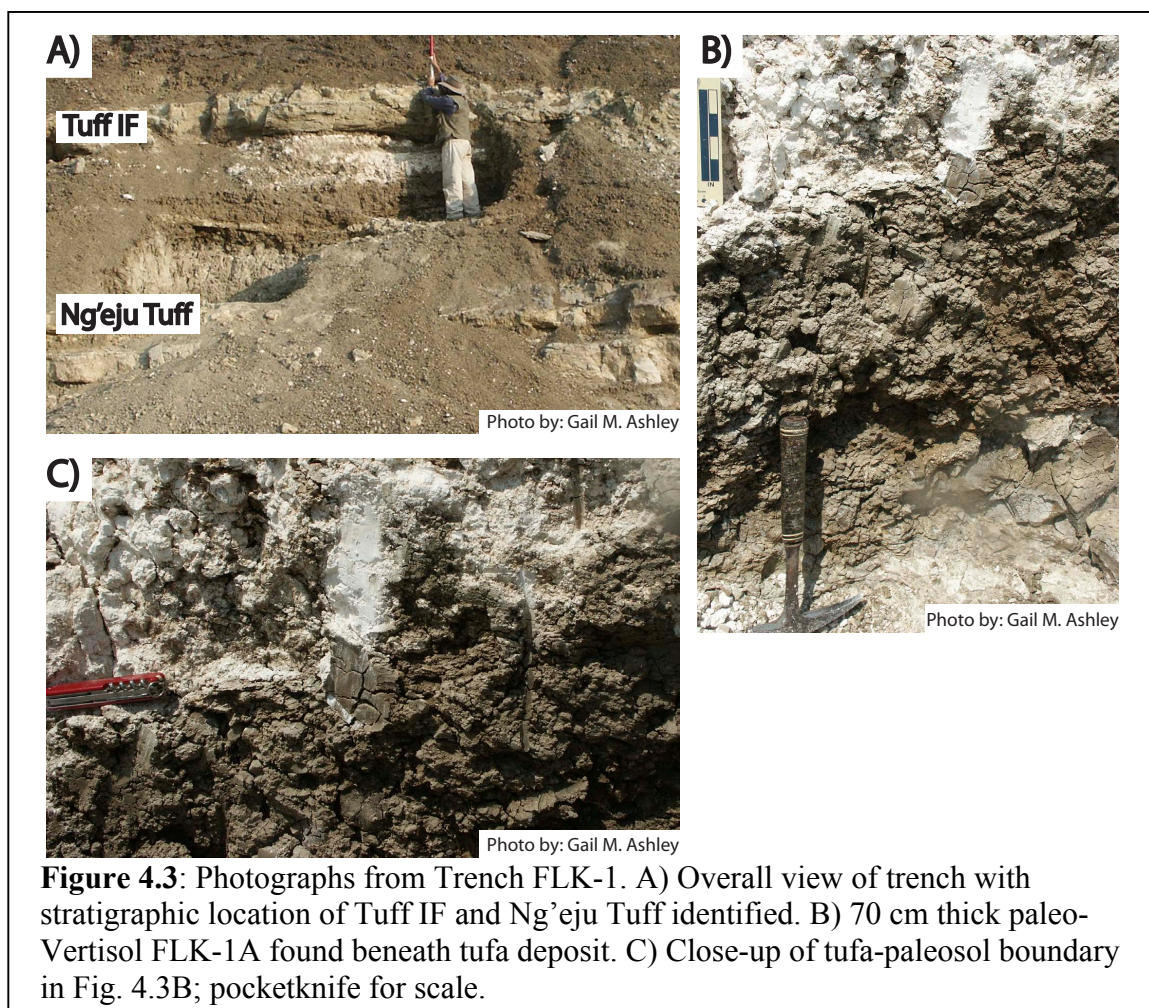 A)
Tuff IF
Ng'eju Tuff
Photo by: Gail M. Ashley
B)
IN
Photo by: Gail M. Ashley
C)
Photo by: Gail M. Ashley
Figure 4.3: Photographs from Trench FLK-1. A) Overall view of trench with
stratigraphic location of Tuff IF and Ng’eju Tuff identified. B) 70 cm thick paleo-
Vertisol FLK-1A found beneath tufa deposit. C) Close-up of tufa-paleosol boundary
in Fig. 4.3B; pocketknife for scale.